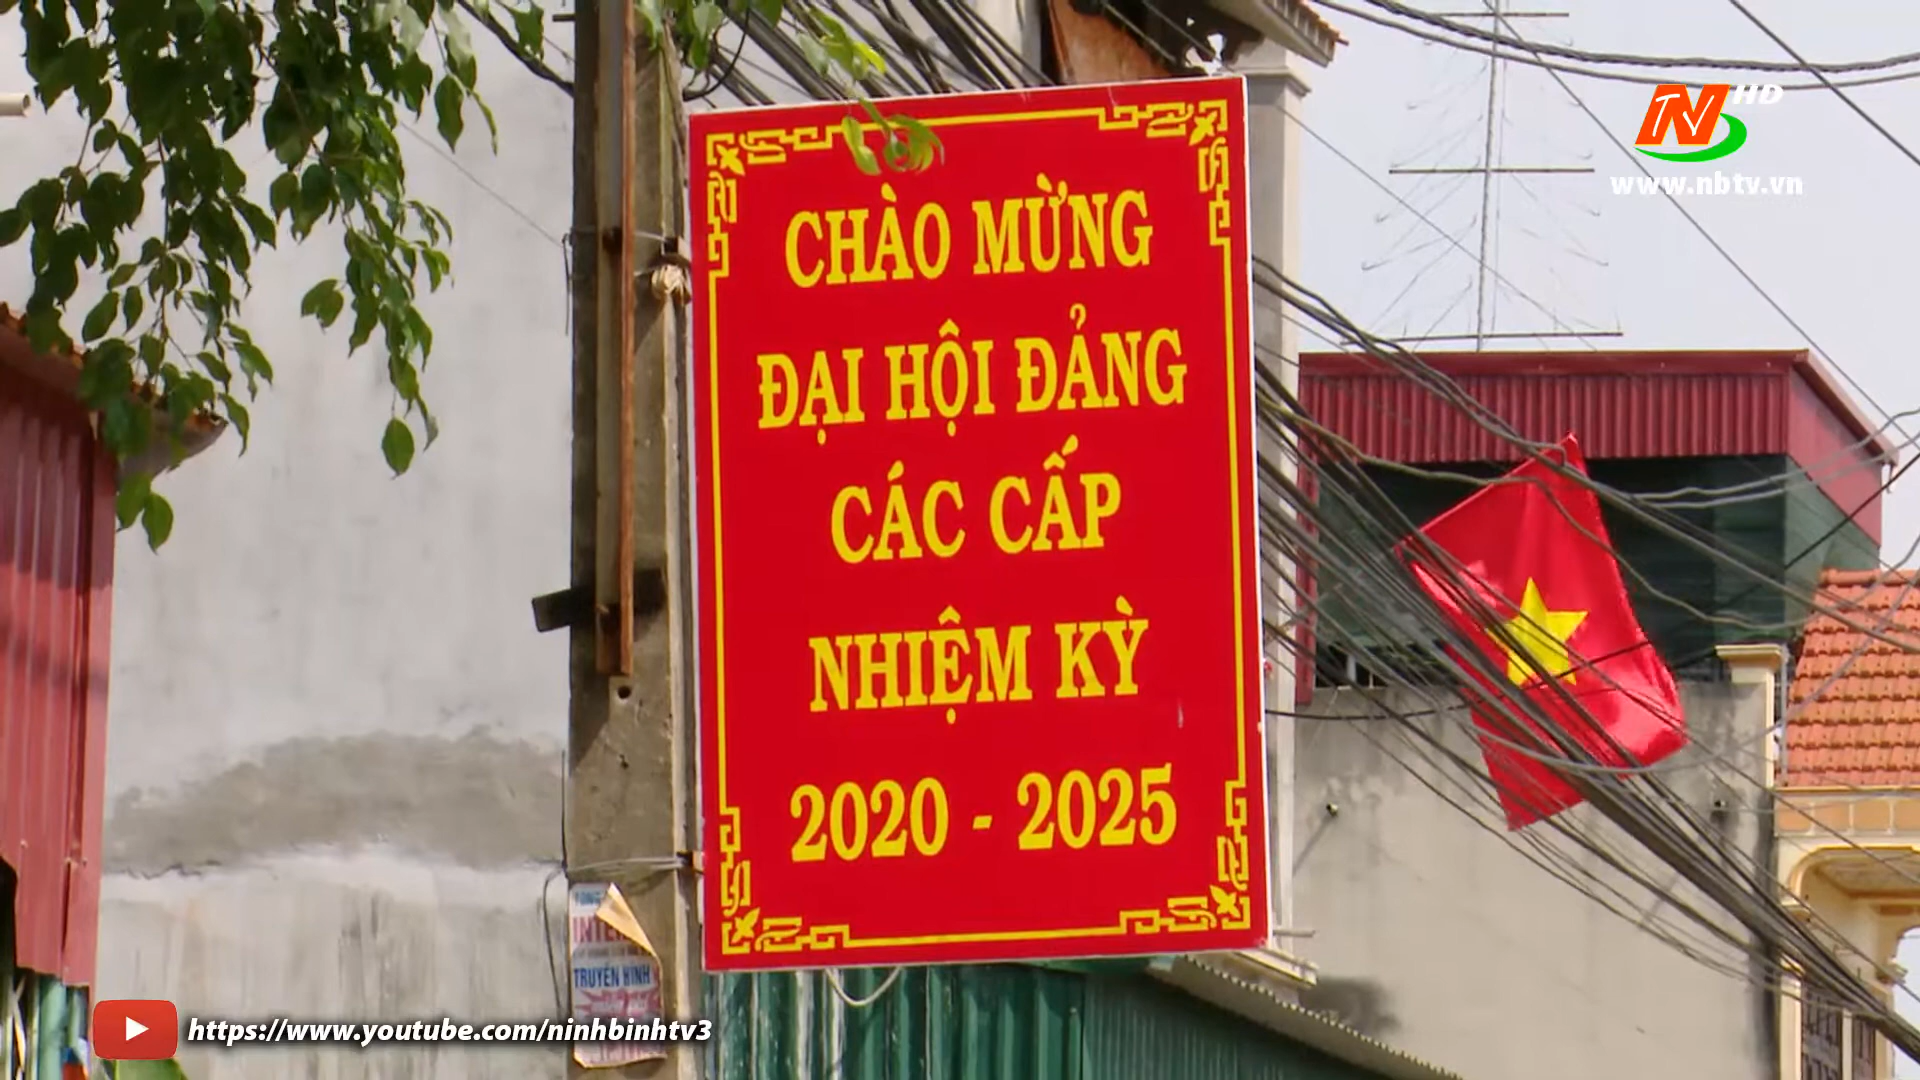 NTV HD
www.nbtv.vn
CHÀO MỪNG
ĐẠI HỘI ĐẢNG
CÁC CẤP
NHIỆM KỲ
2020 - 2025
TRUYỀN HÌNH
https://www.youtube.com/ninhbinhtv3